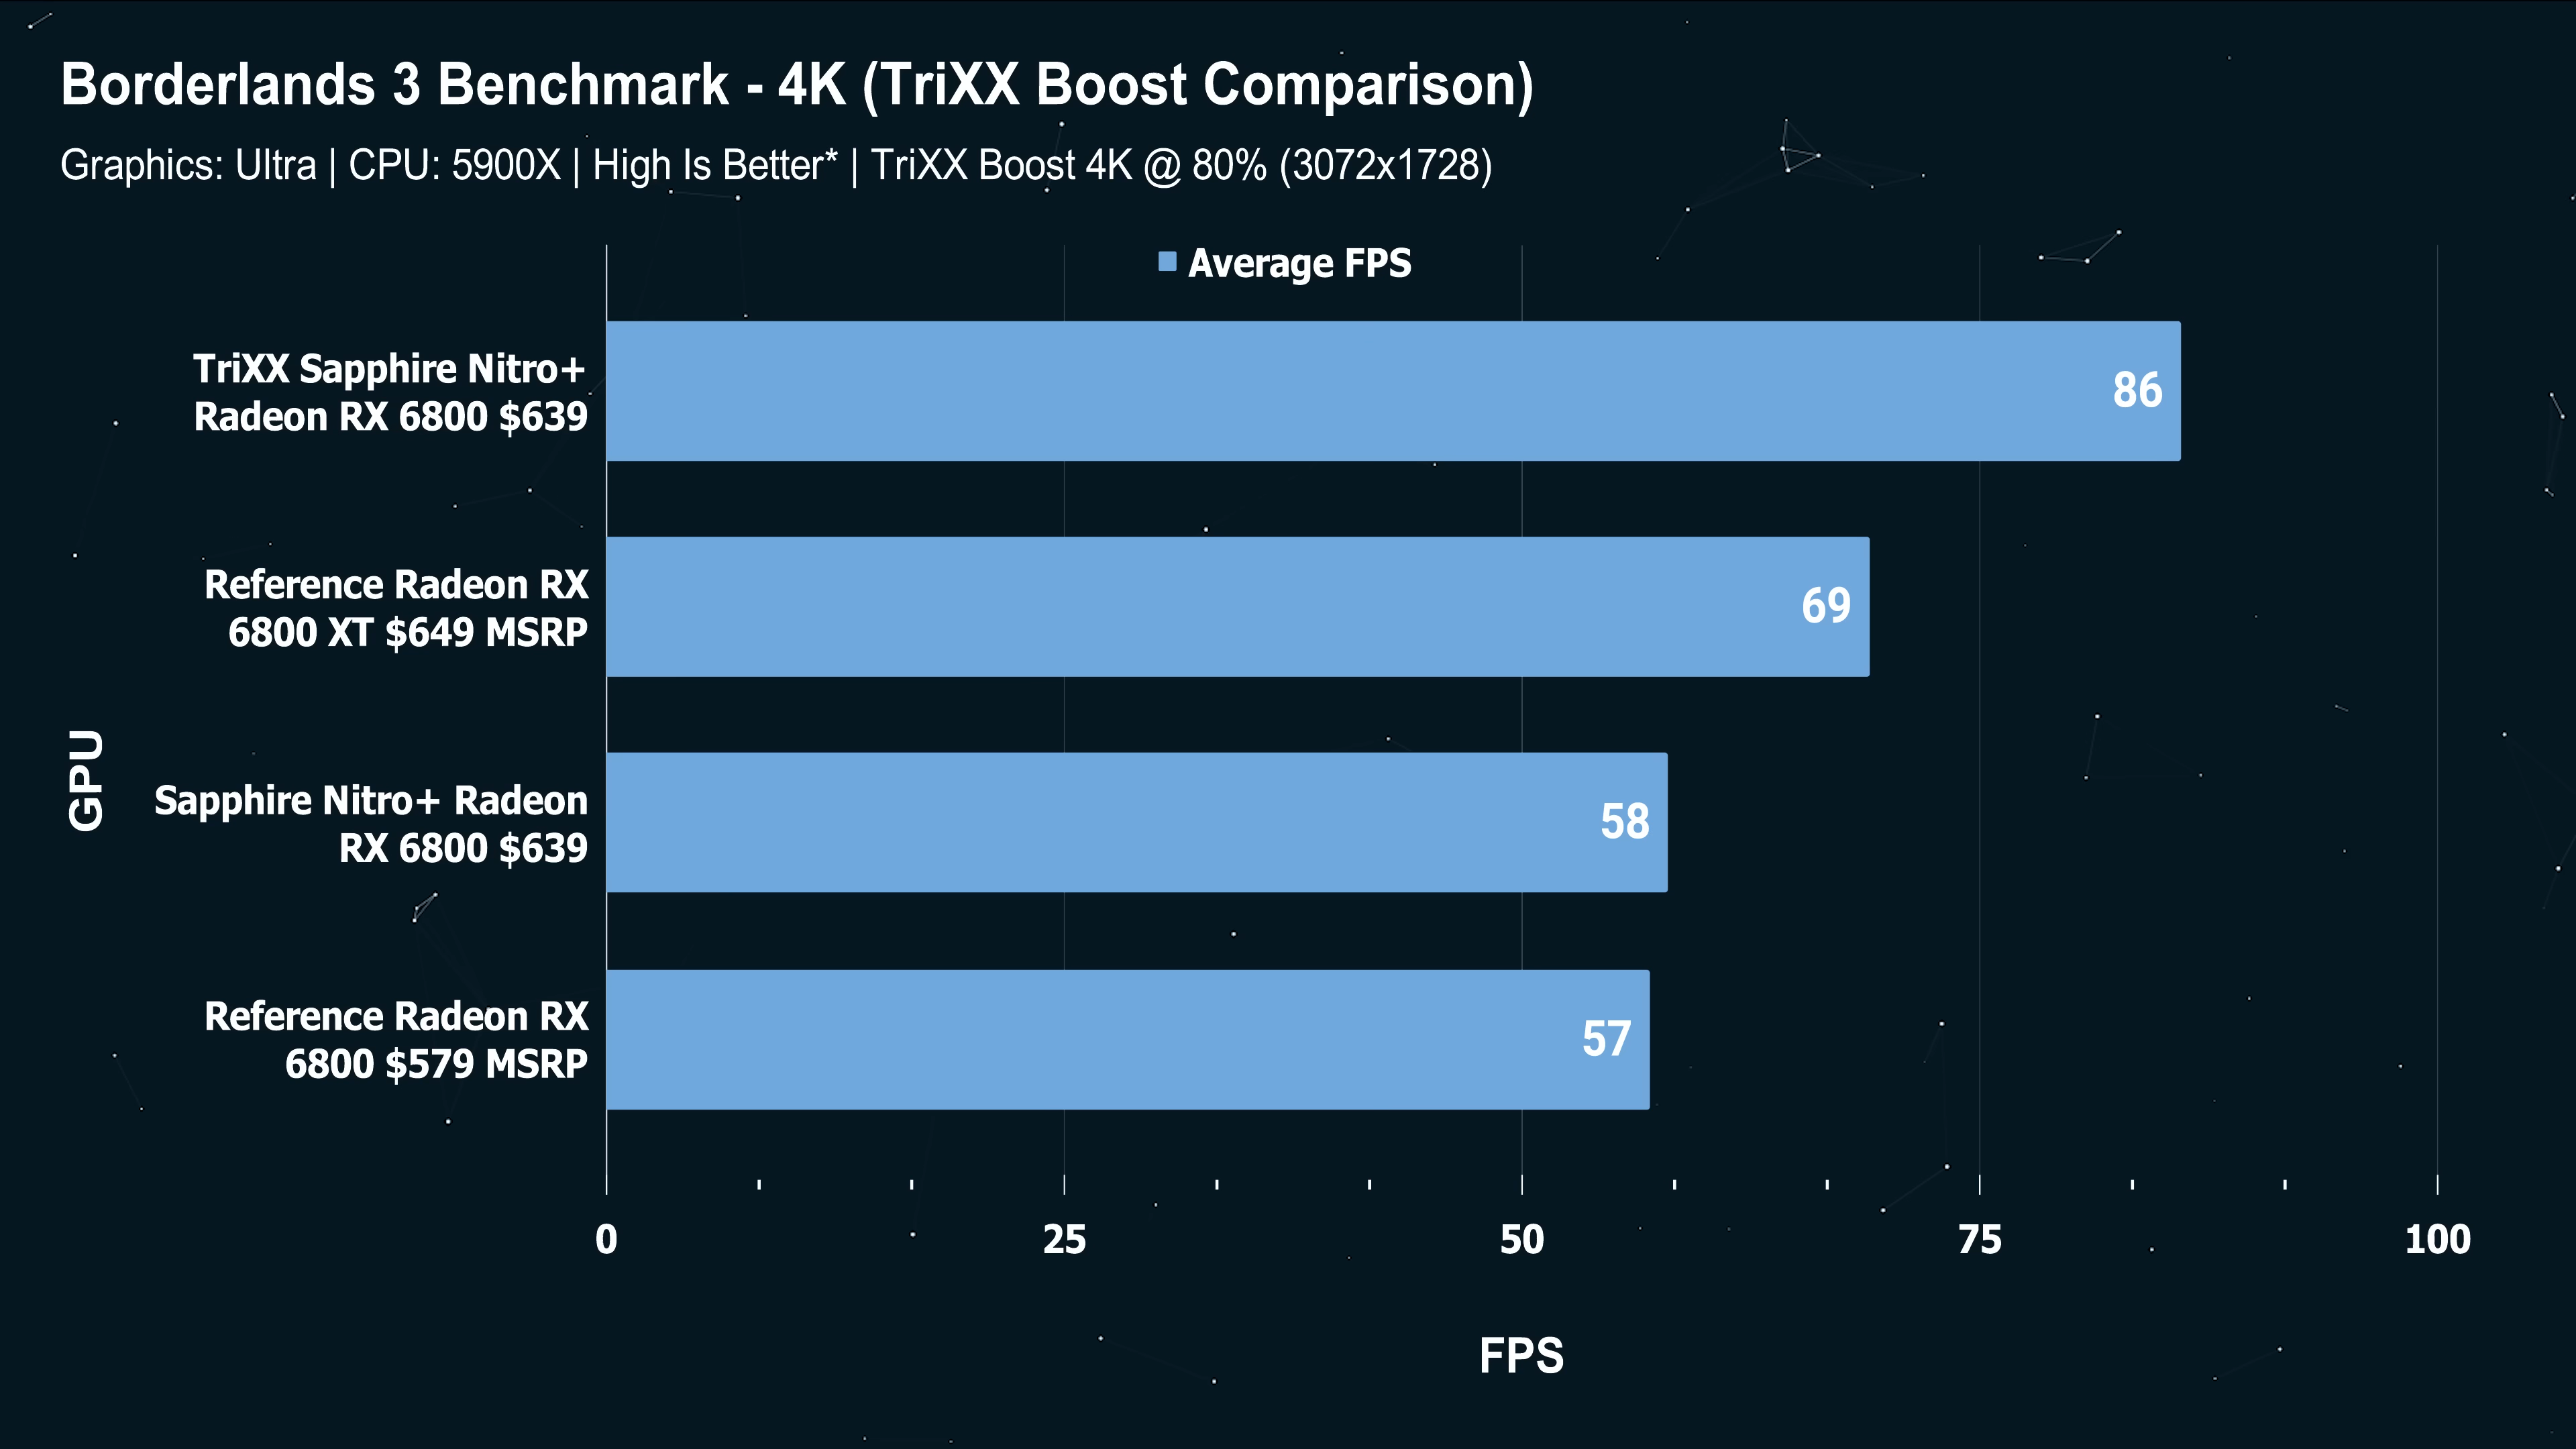 Borderlands 3 Benchmark - 4K (TriXX Boost Comparison)
Graphics: Ultra | CPU: 5900X | High Is Better* | TriXX Boost 4K @ 80% (3072x1728)
Average FPS
TriXX Sapphire Nitro+
Radeon RX 6800 $639
86
Reference Radeon RX
6800 XT $649 MSRP
69
Sapphire Nitro+ Radeon
RX 6800 $639
58
Reference Radeon RX
6800 $579 MSRP
57
GPU
0 25 50 75 100
FPS